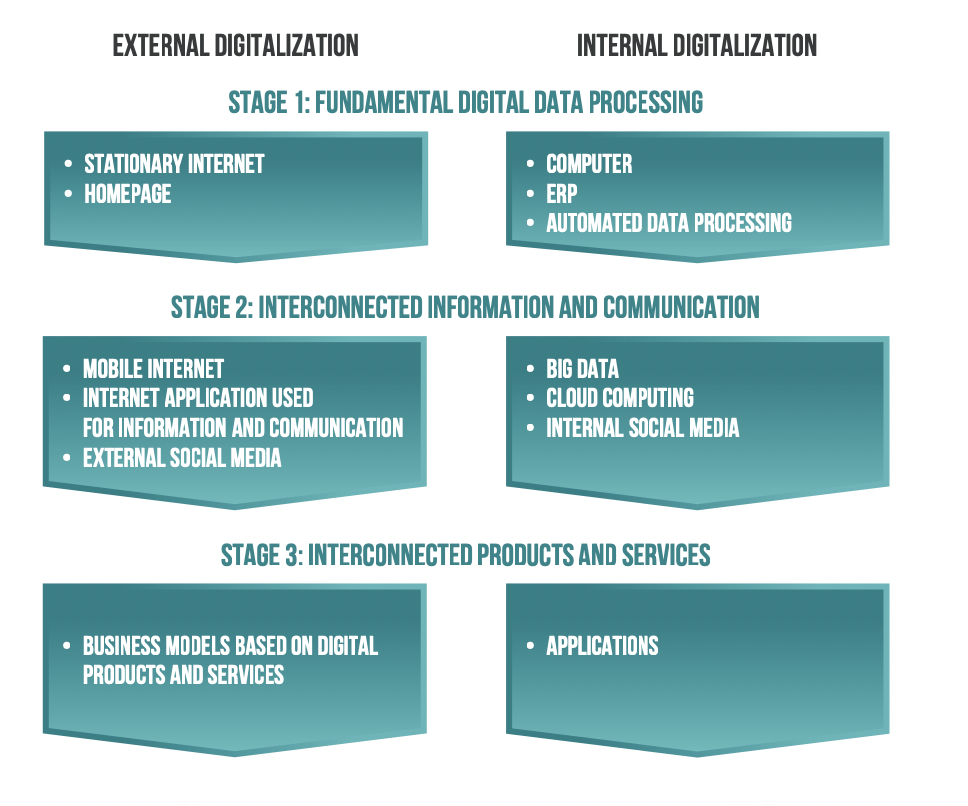 EXTERNAL DIGITALIZATION
INTERNAL DIGITALIZATION
STAGE 1: FUNDAMENTAL DIGITAL DATA PROCESSING
• STATIONARY INTERNET
• HOMEPAGE
• COMPUTER
• ERP
• AUTOMATED DATA PROCESSING
STAGE 2: INTERCONNECTED INFORMATION AND COMMUNICATION
• MOBILE INTERNET
• INTERNET APPLICATION USED
FOR INFORMATION AND COMMUNICATION
• EXTERNAL SOCIAL MEDIA
• BIG DATA
• CLOUD COMPUTING
• INTERNAL SOCIAL MEDIA
STAGE 3: INTERCONNECTED PRODUCTS AND SERVICES
• BUSINESS MODELS BASED ON DIGITAL
PRODUCTS AND SERVICES
• APPLICATIONS